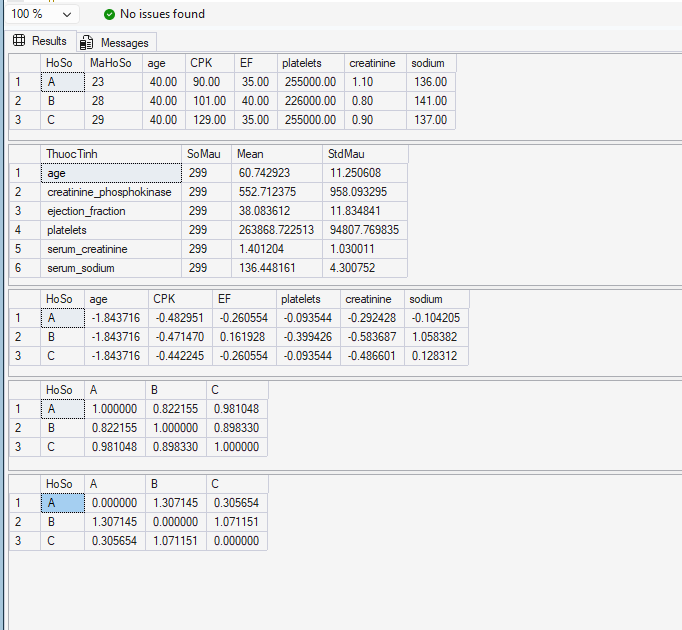 100 %
No issues found
Results Messages
HoSo MaHoSo age CPK EF platelets creatinine sodium
1 A 23 40.00 90.00 35.00 255000.00 1.10 136.00
2 B 28 40.00 101.00 40.00 226000.00 0.80 141.00
3 C 29 40.00 129.00 35.00 255000.00 0.90 137.00
ThuocTinh SoMau Mean StdMau
1 age 299 60.742923 11.250608
2 creatinine_phosphokinase 299 552.712375 958.093295
3 ejection_fraction 299 38.083612 11.834841
4 platelets 299 263868.722513 94807.769835
5 serum_creatinine 299 1.401204 1.030011
6 serum_sodium 299 136.448161 4.300752
HoSo age CPK EF platelets creatinine sodium
1 A -1.843716 -0.482951 -0.260554 -0.093544 -0.292428 -0.104205
2 B -1.843716 -0.471470 0.161928 -0.399426 -0.583687 1.058382
3 C -1.843716 -0.442245 -0.260554 -0.093544 -0.486601 0.128312
HoSo A B C
1 A 1.000000 0.822155 0.981048
2 B 0.822155 1.000000 0.898330
3 C 0.981048 0.898330 1.000000
HoSo A B C
1 A 0.000000 1.307145 0.305654
2 B 1.307145 0.000000 1.071151
3 C 0.305654 1.071151 0.000000